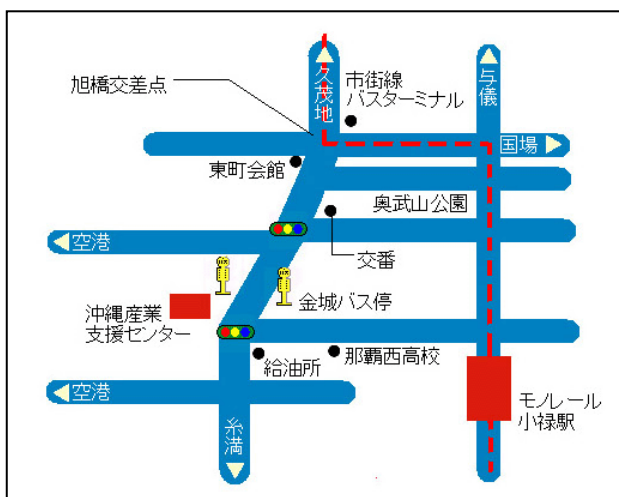 旭橋交差点
久茂地
市街線
バスターミナル
与儀
国場
東町会館
奥武山公園
空港
交番
沖縄産業
支援センター
金城バス停
給油所
那覇西高校
空港
モノレール
小禄駅
糸満